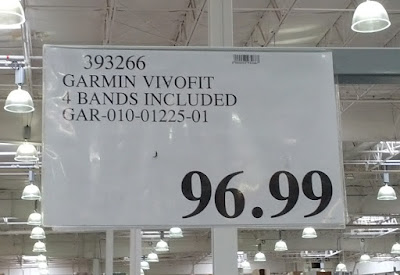 393266
GARMIN VIVOFIT
4 BANDS INCLUDED
GAR-010-01225-01
96.99